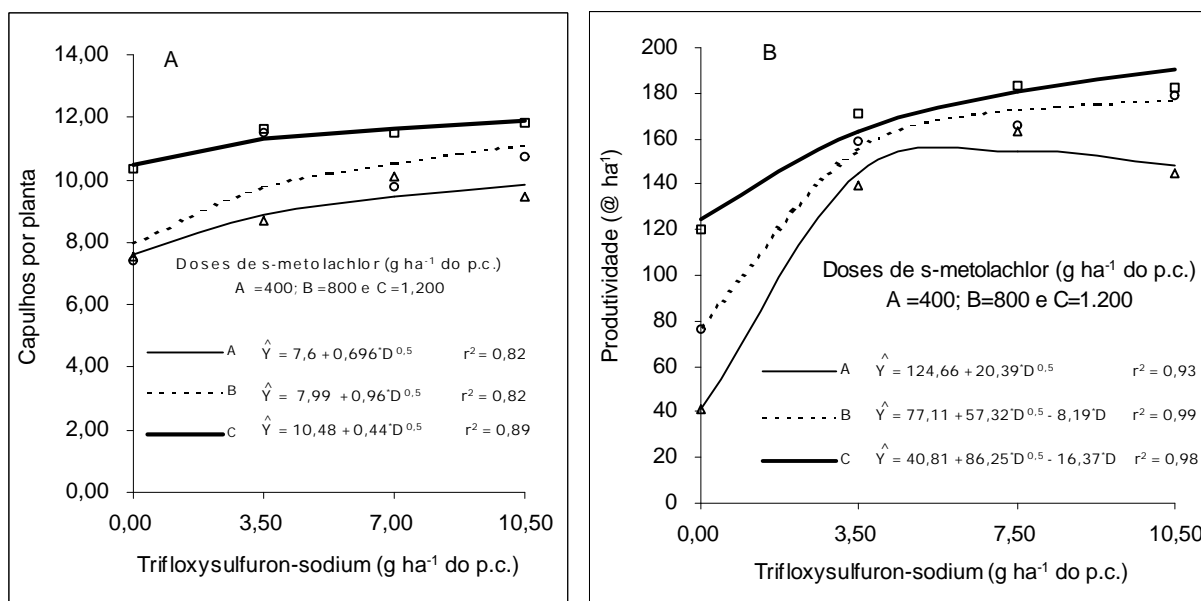 A
14,00
12,00
10,00
8,00
6,00
4,00
2,00
0,00
Capulhos por planta
Doses de s-metolachlor (g ha⁻¹ do p.c.)
A =400; B =800 e C=1,200
A Ŷ = 7,6 + 0,696*D^0,5 r² = 0,82
B Ŷ = 7,99 + 0,96*D^0,5 r² = 0,82
C Ŷ = 10,48 + 0,44*D^0,5 r² = 0,89
0,00 3,50 7,00 10,50
Trifloxysulfuron-sodium (g ha⁻¹ do p.c.)
B
200
180
160
140
120
100
80
60
40
20
0
Produtividade (@ ha⁻¹)
Doses de s-metolachlor (g ha⁻¹ do p.c.)
A =400; B=800 e C=1.200
A Ŷ = 124,66 + 20,39*D^0,5 r² = 0,93
B Ŷ = 77,11 + 57,32*D^0,5 - 8,19*D r² = 0,99
C Ŷ = 40,81 + 86,25*D^0,5 - 16,37*D r² = 0,98
0,00 3,50 7,50 10,50
Trifloxysulfuron-sodium (g ha⁻¹ do p.c.)